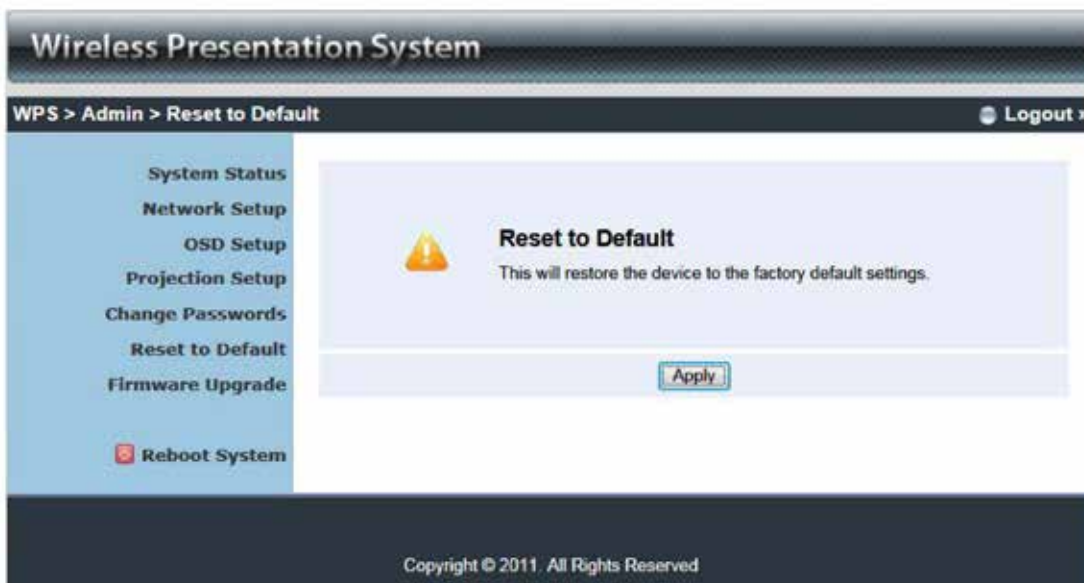 Wireless Presentation System
WPS > Admin > Reset to Default
Logout »
System Status
Network Setup
OSD Setup
Projection Setup
Change Passwords
Reset to Default
Firmware Upgrade
Reboot System
Reset to Default
This will restore the device to the factory default settings.
Apply
Copyright © 2011. All Rights Reserved